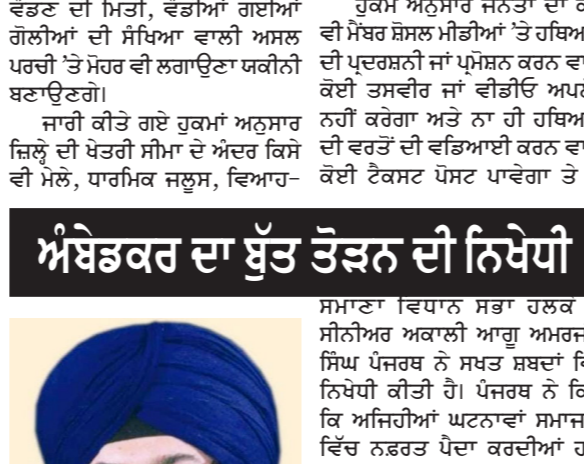 ਵੰਡਣ ਦੀ ਮਿਤੀ, ਵੰਡੀਆਂ ਗਈਆਂ
ਗੋਲੀਆਂ ਦੀ ਸੰਖਿਆ ਵਾਲੀ ਅਸਲ
ਪਰਚੀ 'ਤੇ ਮੋਹਰ ਵੀ ਲਗਾਉਣਾ ਯਕੀਨੀ
ਬਣਾਉਣਗੇ।
ਜਾਰੀ ਕੀਤੇ ਗਏ ਹੁਕਮਾਂ ਅਨੁਸਾਰ
ਜ਼ਿਲ੍ਹੇ ਦੀ ਖੇਤਰੀ ਸੀਮਾ ਦੇ ਅੰਦਰ ਕਿਸੇ
ਵੀ ਮੇਲੇ, ਧਾਰਮਿਕ ਜਲੂਸ, ਵਿਆਹ-
ਹੁਕਮ ਅਨੁਸਾਰ ਜਨਤਾ ਦਾ
ਵੀ ਮੈਂਬਰ ਸ਼ੋਸਲ ਮੀਡੀਆਂ 'ਤੇ
ਦੀ ਪ੍ਰਦਰਸ਼ਨੀ ਜਾਂ ਪ੍ਰਮੋਸ਼ਨ ਕਰਨ
ਕੋਈ ਤਸਵੀਰ ਜਾਂ ਵੀਡੀਓ
ਨਹੀਂ ਕਰੇਗਾ ਅਤੇ ਨਾ ਹੀ
ਦੀ ਵਰਤੋਂ ਦੀ ਵਡਿਆਈ ਕਰਨ
ਕੋਈ ਟੈਕਸਟ ਪੋਸਟ ਪਾਵੇਗਾ ਤੇ
ਅੰਬੇਡਕਰ ਦਾ ਬੁੱਤ ਤੋੜਨ ਦੀ ਨਿਖੇਧੀ
ਸਮਾਣਾ ਵਿਧਾਨ ਸਭਾ ਹਲਕੇ
ਸੀਨੀਅਰ ਅਕਾਲੀ ਆਗੂ
ਸਿੰਘ ਪੰਜਰਥ ਨੇ ਸਖਤ ਸ਼ਬਦਾਂ
ਨਿਖੇਧੀ ਕੀਤੀ ਹੈ। ਪੰਜਰਥ ਨੇ
ਕਿ ਅਜਿਹੀਆਂ ਘਟਨਾਵਾਂ ਸਮਾਜ
ਵਿੱਚ ਨਫ਼ਰਤ ਪੈਦਾ ਕਰਦੀਆਂ